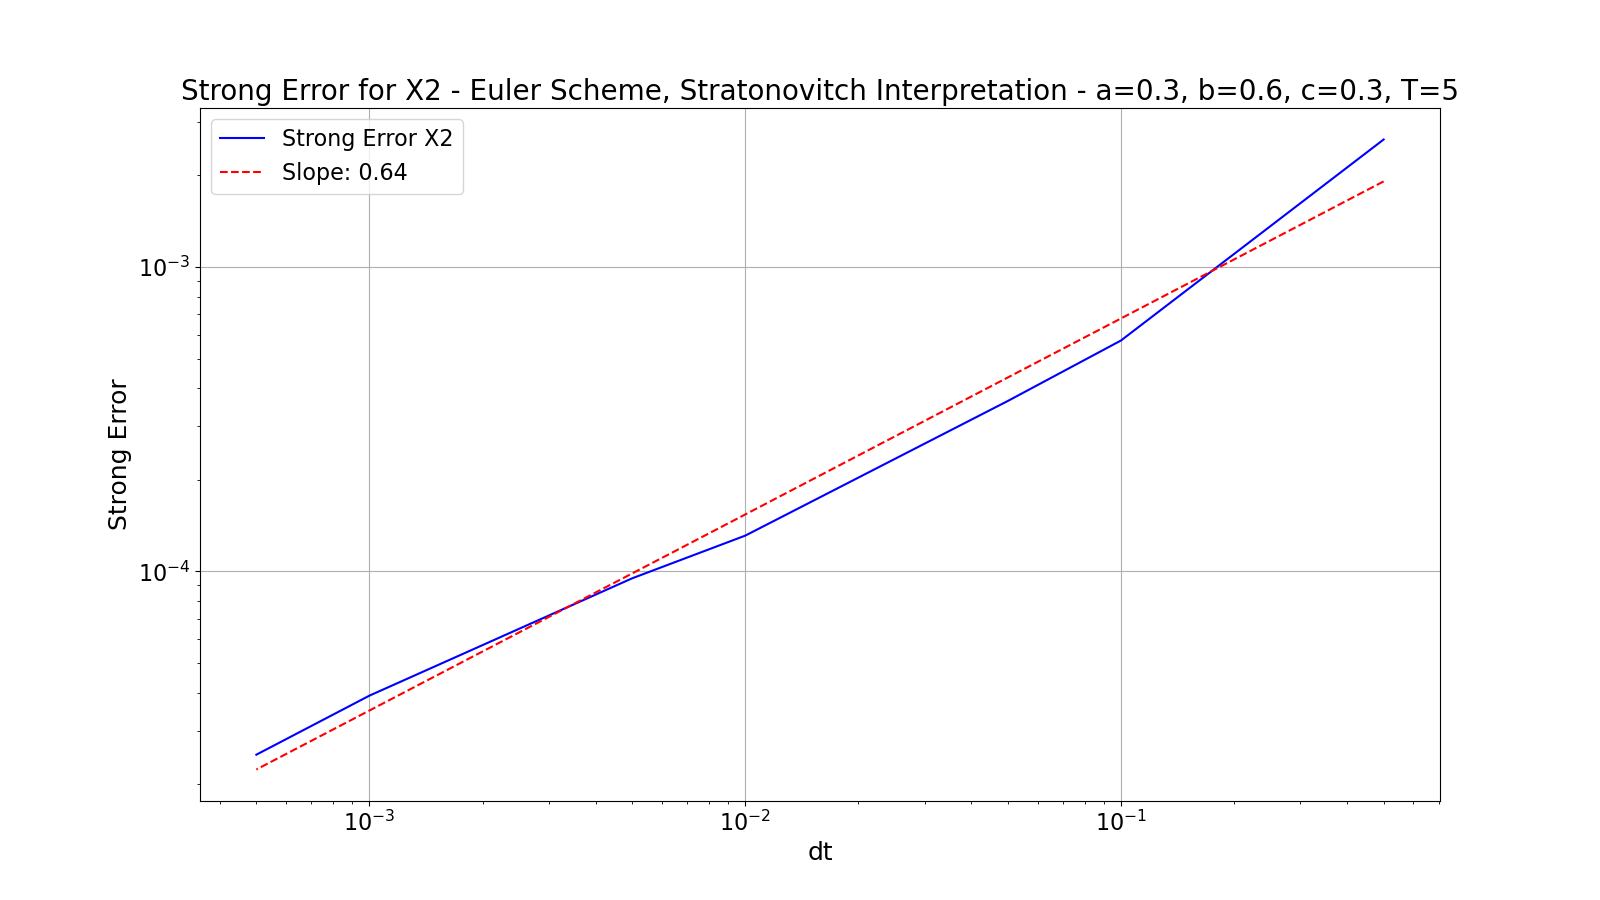 Strong Error for X2 - Euler Scheme, Stratonovitch Interpretation - a=0.3, b=0.6, c=0.3, T=5
Strong Error X2
Slope: 0.64
10⁻³
10⁻⁴
Strong Error
10⁻³ 10⁻² 10⁻¹
dt